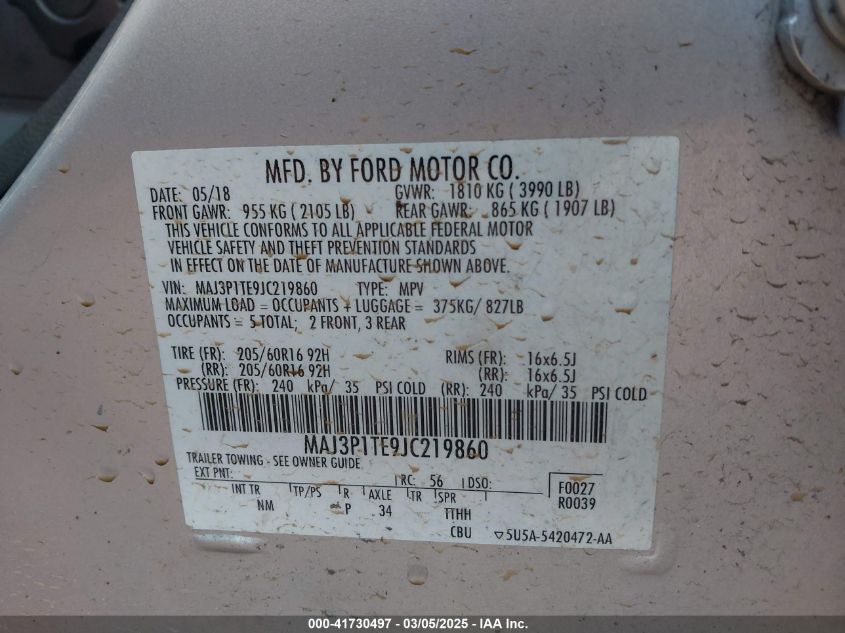 MFD. BY FORD MOTOR CO.
DATE: 05/18 GVWR: 1810 KG ( 3990 LB)
FRONT GAWR: 955 KG ( 2105 LB) REAR GAWR: 865 KG ( 1907 LB)
THIS VEHICLE CONFORMS TO ALL APPLICABLE FEDERAL MOTOR
VEHICLE SAFETY AND THEFT PREVENTION STANDARDS
IN EFFECT ON THE DATE OF MANUFACTURE SHOWN ABOVE.
VIN: MAJ3P1TE9JC219860 TYPE: MPV
MAXIMUM LOAD = OCCUPANTS + LUGGAGE = 375KG/ 827LB
OCCUPANTS = 5 TOTAL; 2 FRONT, 3 REAR
TIRE (FR): 205/60R16 92H RIMS (FR): 16x6.5J
(RR): 205/60R16 92H (RR): 16x6.5J
PRESSURE (FR): 240 kPa/ 35 PSI COLD (RR): 240 kPa/ 35 PSI COLD
MAJ3P1TE9JC219860
TRAILER TOWING - SEE OWNER GUIDE.
EXT PNT: RC: 56 DSO: F0027
R0039
INT TR TP/PS R AXLE TR SPR
NM P 34 TTHH
CBU 5U5A-5420472-AA
000-41730497 - 03/05/2025 - IAA Inc.